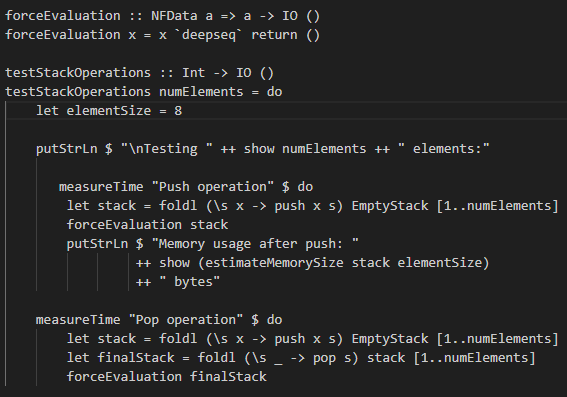 forceEvaluation :: NFData a => a -> IO ()
forceEvaluation x = x `deepseq` return ()

testStackOperations :: Int -> IO ()
testStackOperations numElements = do
    let elementSize = 8

    putStrLn $ "\nTesting " ++ show numElements ++ " elements:"

       measureTime "Push operation" $ do
        let stack = foldl (\s x -> push x s) EmptyStack [1..numElements]
        forceEvaluation stack
        putStrLn $ "Memory usage after push: "
                 ++ show (estimateMemorySize stack elementSize)
                 ++ " bytes"

    measureTime "Pop operation" $ do
        let stack = foldl (\s x -> push x s) EmptyStack [1..numElements]
        let finalStack = foldl (\s _ -> pop s) stack [1..numElements]
        forceEvaluation finalStack